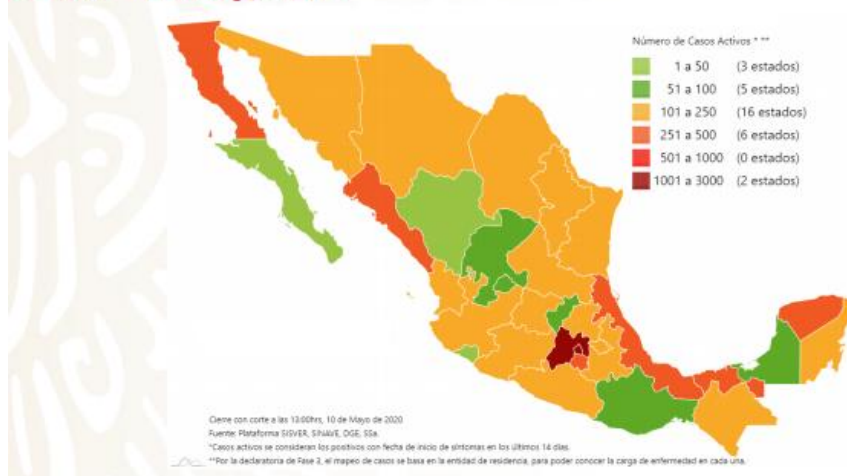 Número de Casos Activos * **
1 a 50 (3 estados)
51 a 100 (5 estados)
101 a 250 (16 estados)
251 a 500 (6 estados)
501 a 1000 (0 estados)
1001 a 3000 (2 estados)
Cierre con corte a las 13:00hrs, 10 de Mayo de 2020
Fuente: Plataforma SISVER, SINAVE, DGE, SSa.
*Casos activos se consideran los positivos con fecha de inicio de síntomas en los últimos 14 días.
**Por la declaratoria de Fase 3, el mapeo de casos se basa en la entidad de residencia, para poder conocer la carga de enfermedad en cada una.